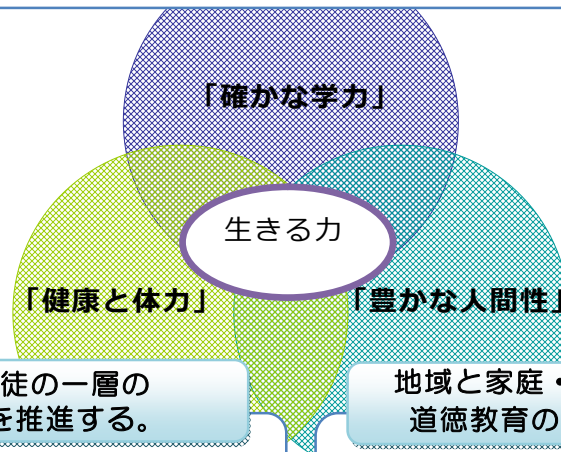 「確かな学力」
生きる力
「健康と体力」
「豊かな人間性」
徒の一層の
を推進する。
地域と家庭・
道徳教育の